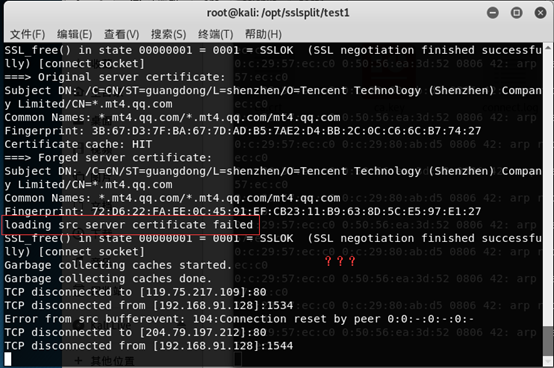 root@kali: /opt/sslsplit/test1
文件(F) 编辑(E) 查看(V) 搜索(S) 终端(T) 帮助(H)
SSL_free() in state 00000001 = 0001 = SSLOK (SSL negotiation finished successfu
lly) [connect socket]
===> Original server certificate:
Subject DN: /C=CN/ST=guangdong/L=shenzhen/O=Tencent Technology (Shenzhen) Compan
y Limited/CN=*.mt4.qq.com
Common Names: *.mt4.qq.com/*.mt4.qq.com
Fingerprint: 3B:67:D3:7F:BA:67:7D:AD:B5:7AE2:D4:BB:2C:0C:C6:6C:B7:74:27
Certificate cache: HIT
===> Forged server certificate:
Subject DN: /C=CN/ST=guangdong/L=shenzhen/O=Tencent Technology (Shenzhen) Compan
y Limited/CN=*.mt4.qq.com
Common Names: *.mt4.qq.com/*.mt4.qq.com
Fingerprint: 72:D6:22:FA:EE:0C:45:91:EF:CB23:11:B9:63:8D:5C:E5:97:E1:27
loading src server certificate failed
SSL_free() in state 00000001 = 0001 = SSLOK (SSL negotiation finished successfu
lly) [connect socket]
???
Garbage collecting caches started.
Garbage collecting caches done.
TCP disconnected to [119.75.217.109]:80
TCP disconnected from [192.168.91.128]:1534
Error from src bufferevent: 104:Connection reset by peer 0:0:-:0:-:0:-
TCP disconnected to [204.79.197.212]:80
TCP disconnected from [192.168.91.128]:1544
+ 其他位置